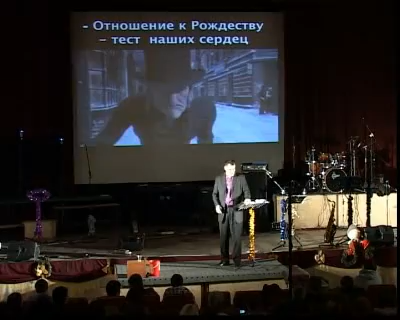 - Отношение к Рождеству
- тест наших сердец